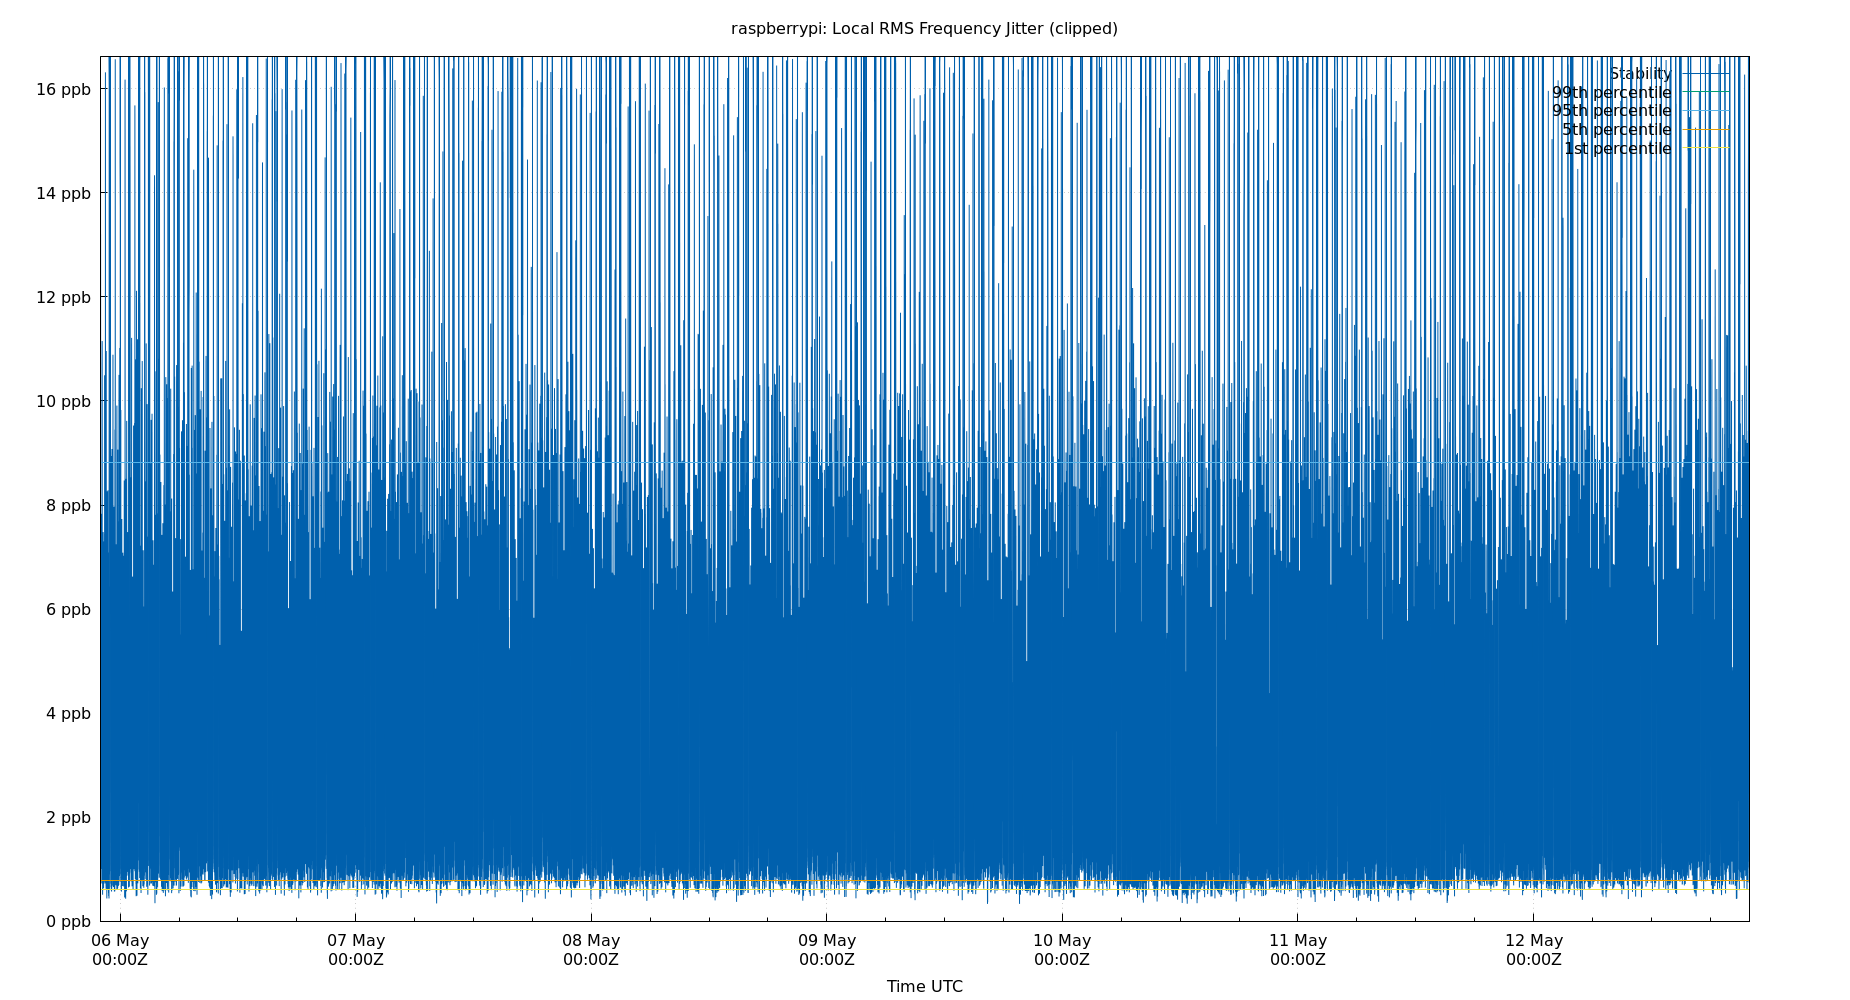 raspberrypi: Local RMS Frequency Jitter (clipped)
16 ppb
14 ppb
12 ppb
10 ppb
8 ppb
6 ppb
4 ppb
2 ppb
0 ppb
Stability
99th percentile
95th percentile
5th percentile
1st percentile
06 May
00:00Z
07 May
00:00Z
08 May
00:00Z
09 May
00:00Z
10 May
00:00Z
11 May
00:00Z
12 May
00:00Z
Time UTC